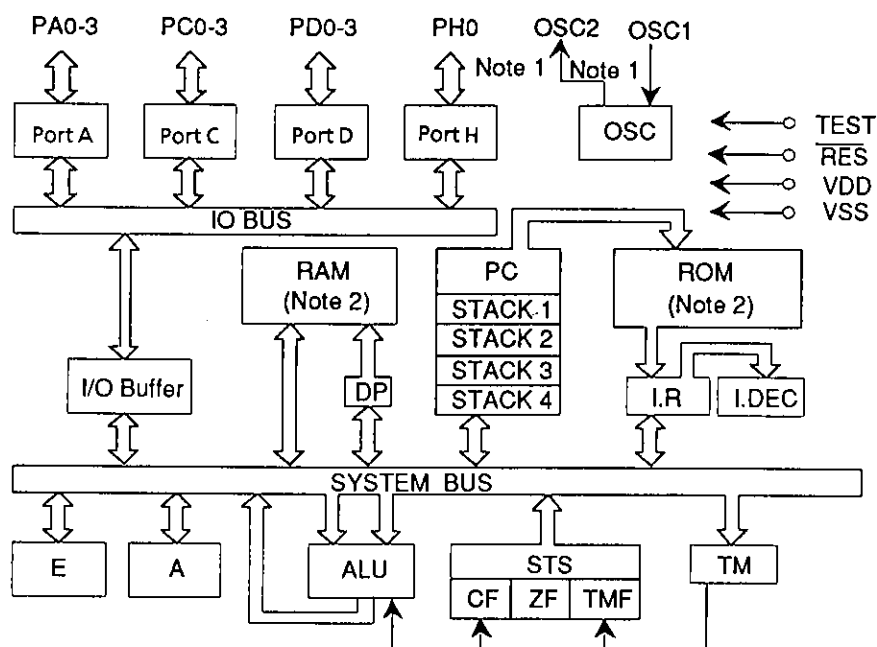 PA0-3 PC0-3 PD0-3 PH0 OSC2 OSC1
Note 1 Note 1
Port A Port C Port D Port H OSC
TEST
RES
VDD
VSS
IO BUS
RAM
(Note 2)
PC
STACK 1
STACK 2
STACK 3
STACK 4
ROM
(Note 2)
I/O Buffer
DP
I.R
I.DEC
SYSTEM BUS
E
A
ALU
STS
CF ZF TMF
TM